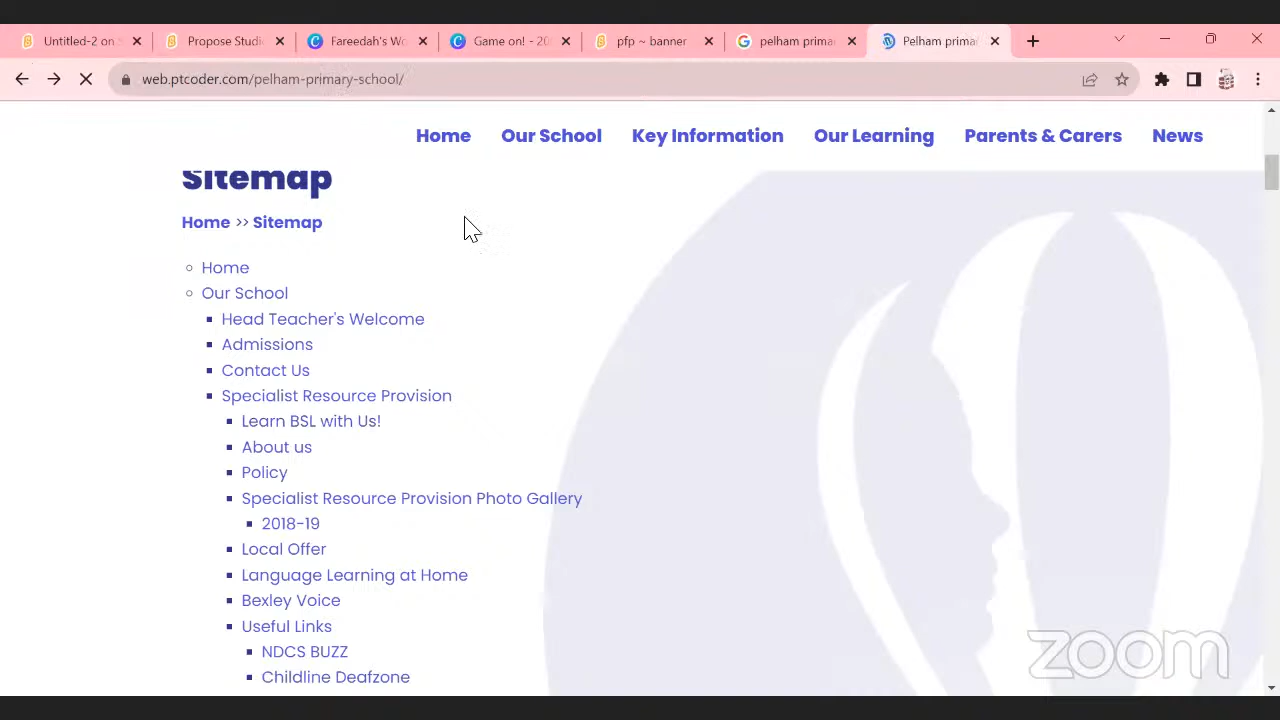 Untitled-2 on S
Propose Studi
Fareedah's Wo
Game on! - 20
pfp ~ banner
pelham prima
Pelham prima
web.ptcoder.com/pelham-primary-school/
Home
Our School
Key Information
Our Learning
Parents & Carers
News
Sitemap
Home >> Sitemap
Home
Our School
Head Teacher's Welcome
Admissions
Contact Us
Specialist Resource Provision
Learn BSL with Us!
About us
Policy
Specialist Resource Provision Photo Gallery
2018-19
Local Offer
Language Learning at Home
Bexley Voice
Useful Links
NDCS BUZZ
Childline Deafzone
zoom